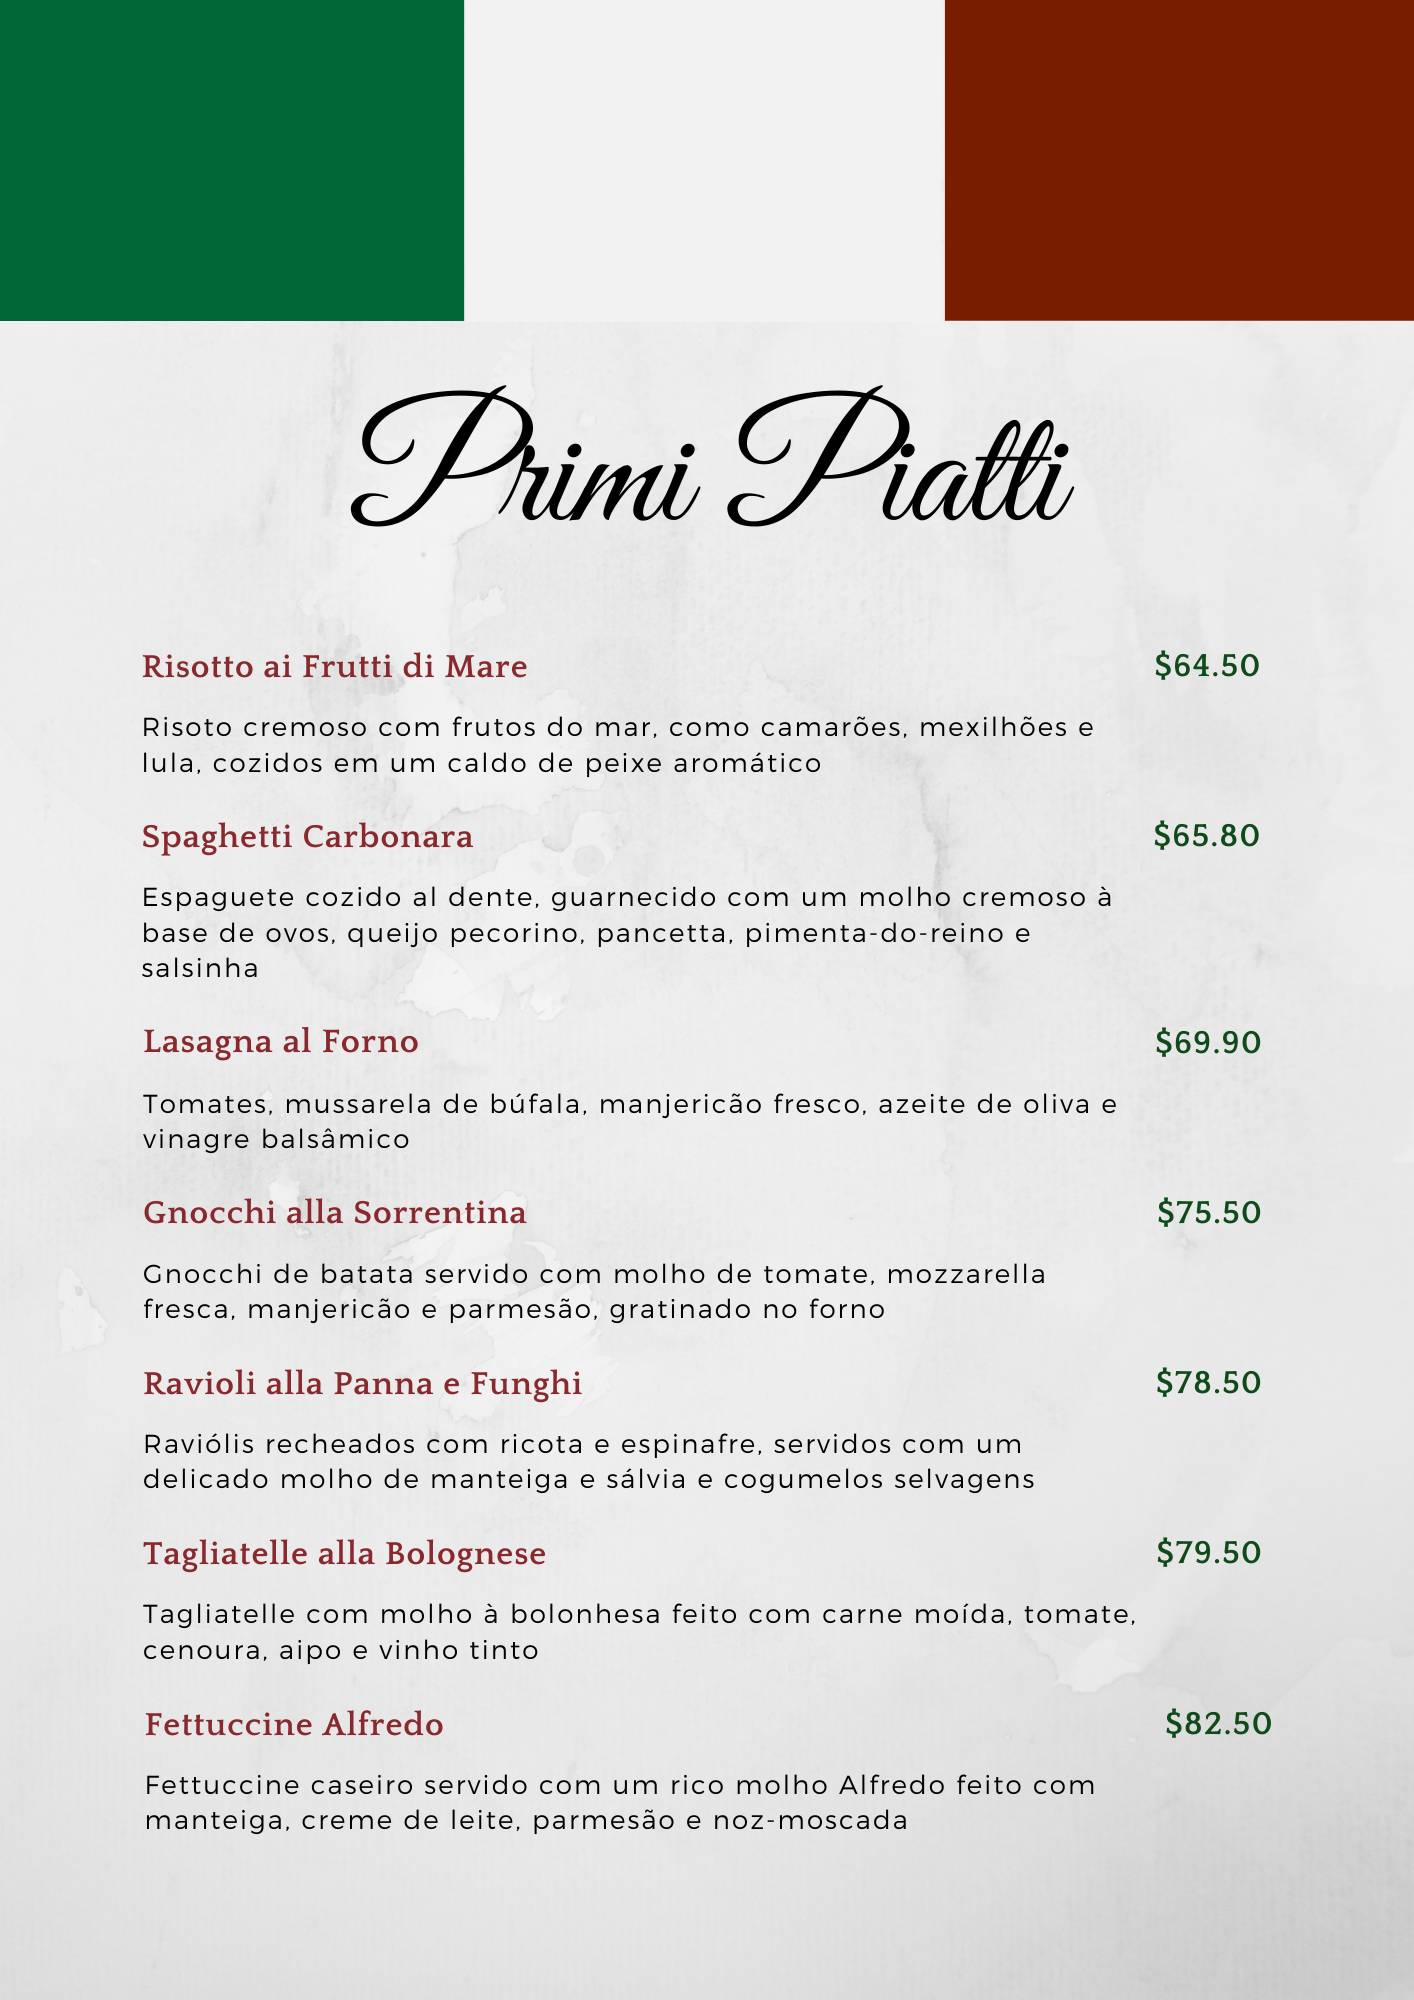 Primi Piatti
Risotto ai Frutti di Mare $64.50
Risoto cremoso com frutos do mar, como camarões, mexilhões e
lula, cozidos em um caldo de peixe aromático
Spaghetti Carbonara $65.80
Espaguete cozido al dente, guarnecido com um molho cremoso à
base de ovos, queijo pecorino, pancetta, pimenta-do-reino e
salsinha
Lasagna al Forno $69.90
Tomates, mussarela de búfala, manjericão fresco, azeite de oliva e
vinagre balsâmico
Gnocchi alla Sorrentina $75.50
Gnocchi de batata servido com molho de tomate, mozzarella
fresca, manjericão e parmesão, gratinado no forno
Ravioli alla Panna e Funghi $78.50
Raviólis recheados com ricota e espinafre, servidos com um
delicado molho de manteiga e sálvia e cogumelos selvagens
Tagliatelle alla Bolognese $79.50
Tagliatelle com molho à bolonhesa feito com carne moída, tomate,
cenoura, aipo e vinho tinto
Fettuccine Alfredo $82.50
Fettuccine caseiro servido com um rico molho Alfredo feito com
manteiga, creme de leite, parmesão e noz-moscada